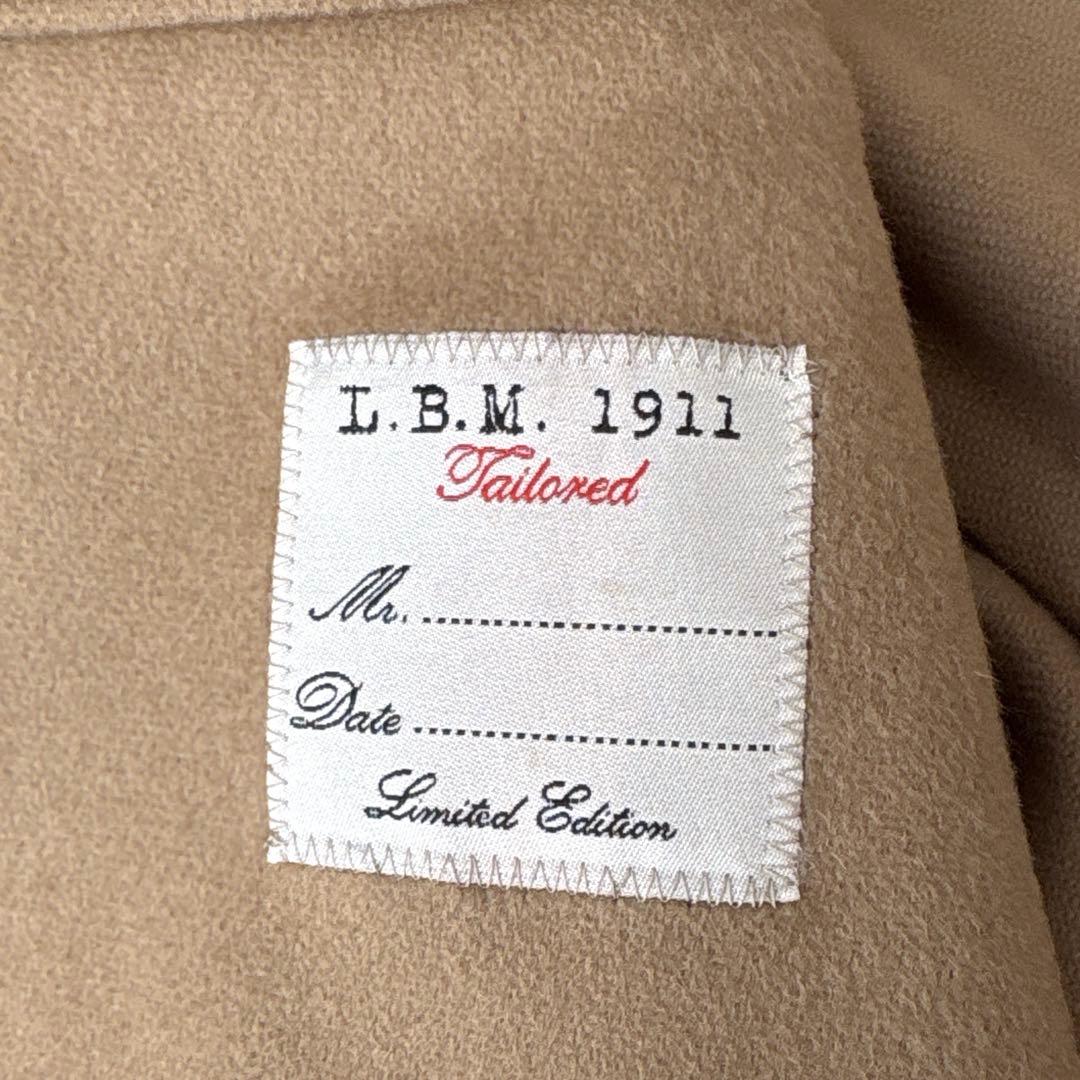 L.B.M. 1911
Tailored
Mr. ..............................
Date ..............................
Limited Edition